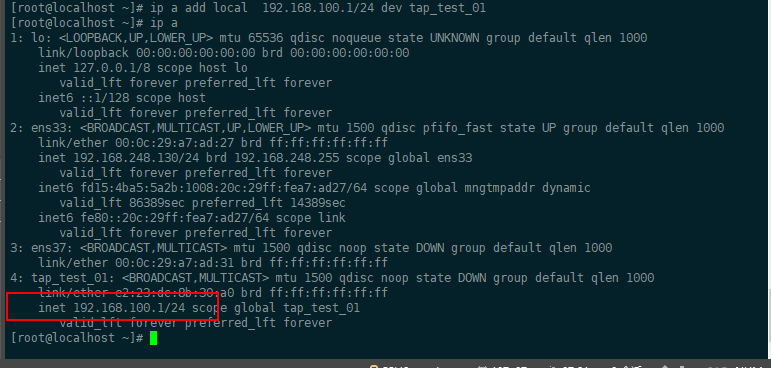 [root@localhost ~]# ip a add local  192.168.100.1/24 dev tap_test_01
[root@localhost ~]# ip a
1: lo: <LOOPBACK,UP,LOWER_UP> mtu 65536 qdisc noqueue state UNKNOWN group default qlen 1000
    link/loopback 00:00:00:00:00:00 brd 00:00:00:00:00:00
    inet 127.0.0.1/8 scope host lo
       valid_lft forever preferred_lft forever
    inet6 ::1/128 scope host
       valid_lft forever preferred_lft forever
2: ens33: <BROADCAST,MULTICAST,UP,LOWER_UP> mtu 1500 qdisc pfifo_fast state UP group default qlen 1000
    link/ether 00:0c:29:a7:ad:27 brd ff:ff:ff:ff:ff:ff
    inet 192.168.248.130/24 brd 192.168.248.255 scope global ens33
       valid_lft forever preferred_lft forever
    inet6 fd15:4ba5:5a2b:1008:20c:29ff:fea7:ad27/64 scope global mngtmpaddr dynamic
       valid_lft 86389sec preferred_lft 14389sec
    inet6 fe80::20c:29ff:fea7:ad27/64 scope link
       valid_lft forever preferred_lft forever
3: ens37: <BROADCAST,MULTICAST> mtu 1500 qdisc noop state DOWN group default qlen 1000
    link/ether 00:0c:29:a7:ad:31 brd ff:ff:ff:ff:ff:ff
4: tap_test_01: <BROADCAST,MULTICAST> mtu 1500 qdisc noop state DOWN group default qlen 1000
    link/ether e2:23:dc:8b:30:a0 brd ff:ff:ff:ff:ff:ff
    inet 192.168.100.1/24 scope global tap_test_01
       valid_lft forever preferred_lft forever
[root@localhost ~]#